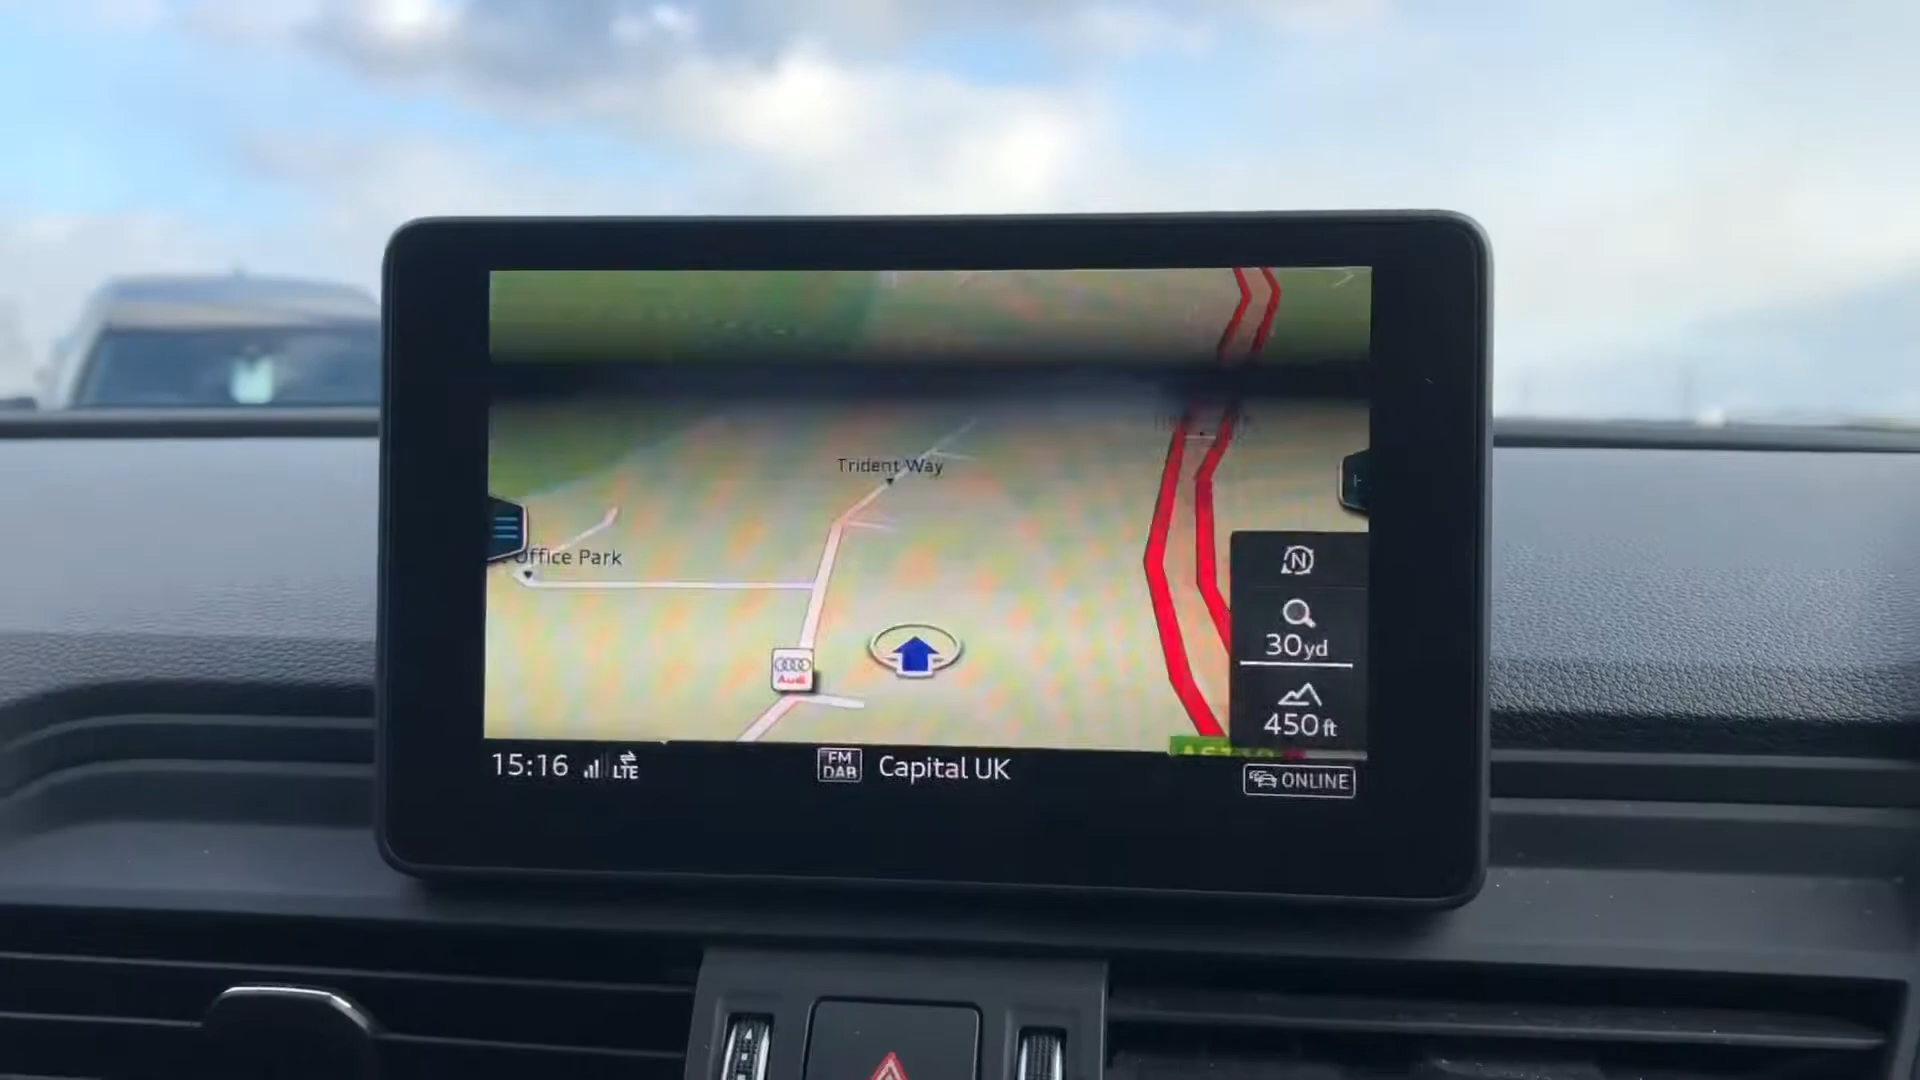 Trident Way
Office Park
N
30yd
Audi
450ft
15:16 LTE
FM
DAB
Capital UK
ONLINE